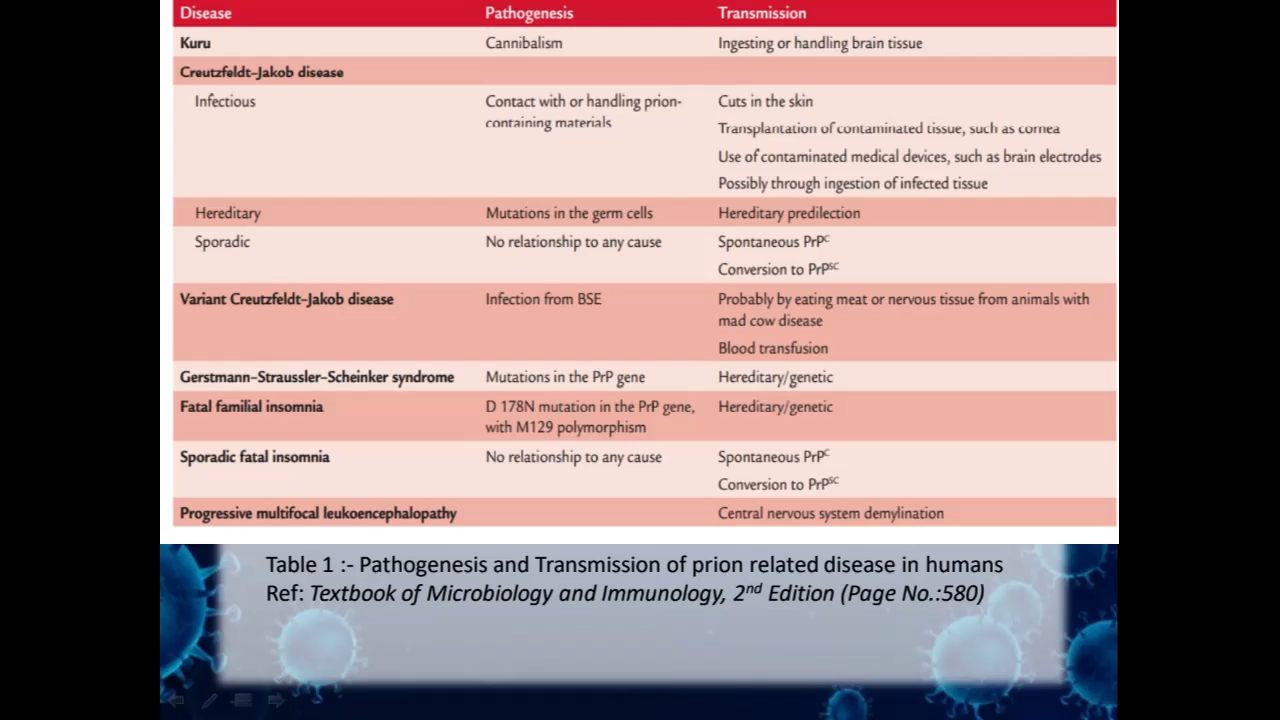 Disease Pathogenesis Transmission
Kuru Cannibalism Ingesting or handling brain tissue
Creutzfeldt–Jakob disease
Infectious Contact with or handling prion- Cuts in the skin
containing materials Transplantation of contaminated tissue, such as cornea
Use of contaminated medical devices, such as brain electrodes
Possibly through ingestion of infected tissue
Hereditary Mutations in the germ cells Hereditary predilection
Sporadic No relationship to any cause Spontaneous PrPᶜ
Conversion to PrPˢᶜ
Variant Creutzfeldt–Jakob disease Infection from BSE Probably by eating meat or nervous tissue from animals with
mad cow disease
Blood transfusion
Gerstmann–Straussler–Scheinker syndrome Mutations in the PrP gene Hereditary/genetic
Fatal familial insomnia D 178N mutation in the PrP gene, Hereditary/genetic
with M129 polymorphism
Sporadic fatal insomnia No relationship to any cause Spontaneous PrPᶜ
Conversion to PrPˢᶜ
Progressive multifocal leukoencephalopathy Central nervous system demylination
Table 1 :- Pathogenesis and Transmission of prion related disease in humans
Ref: Textbook of Microbiology and Immunology, 2nd Edition (Page No.:580)